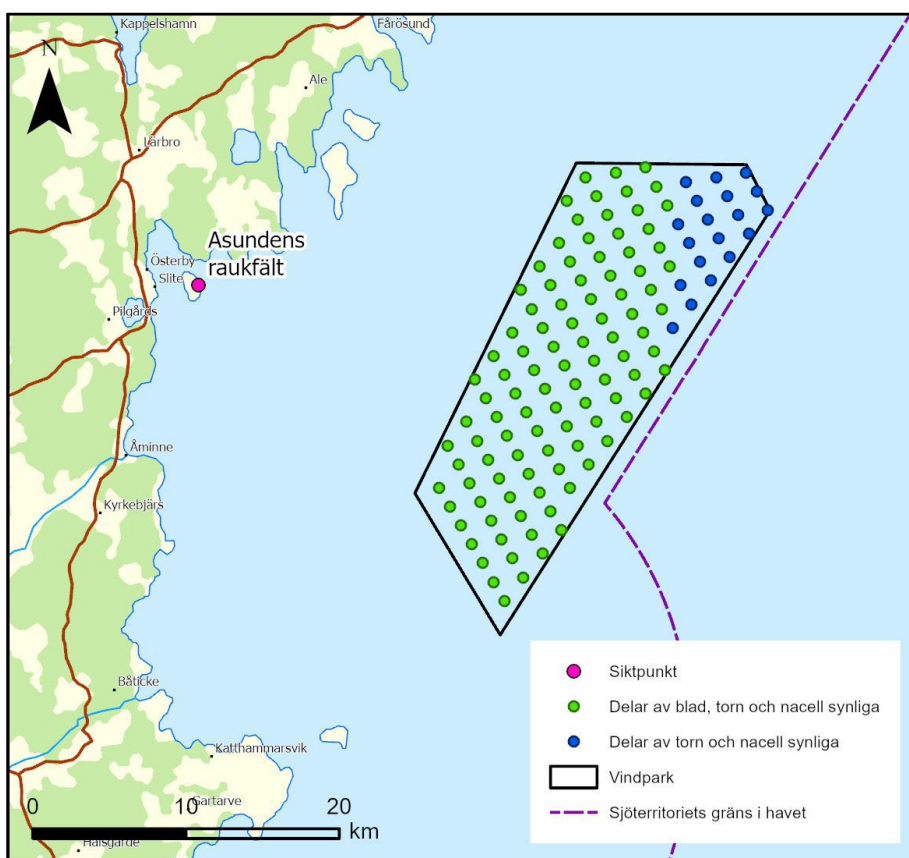 Kappelshamn
Fårösund
N
Ale
Lärbro
Asundens
raukfält
Österby
Slite
Pilgårds
Åminne
Kyrkebjärs
Båticke
Katthammarsvik
Gartarve
Hälsgårde
0
10
20
km
Siktpunkt
Delar av blad, torn och nacell synliga
Delar av torn och nacell synliga
Vindpark
Sjöterritoriets gräns i havet